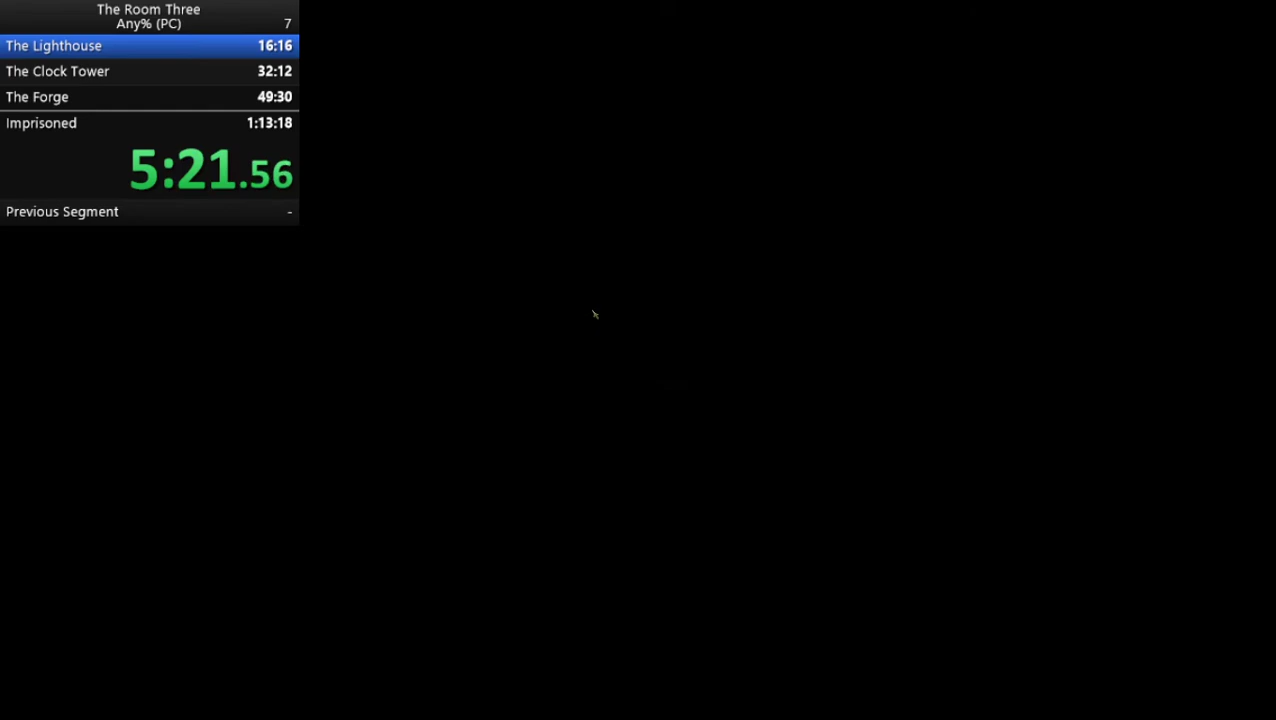 The Room Three
Any% (PC) 7
The Lighthouse 16:16
The Clock Tower 32:12
The Forge 49:30
Imprisoned 1:13:18
5:21.56
Previous Segment -